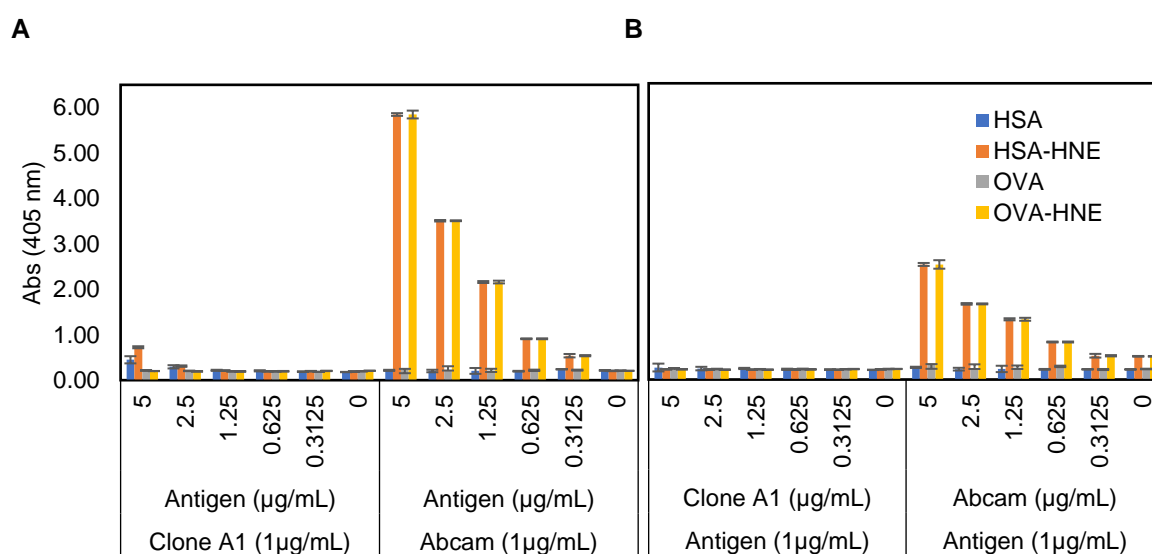 A
B
Abs (405 nm)
6.00
5.00
4.00
3.00
2.00
1.00
0.00
HSA
HSA-HNE
OVA
OVA-HNE
5
2.5
1.25
0.625
0.3125
0
5
2.5
1.25
0.625
0.3125
0
5
2.5
1.25
0.625
0.3125
0
5
2.5
1.25
0.625
0.3125
0
Antigen (µg/mL)
Antigen (µg/mL)
Clone A1 (µg/mL)
Abcam (µg/mL)
Clone A1 (1µg/mL)
Abcam (1µg/mL)
Antigen (1µg/mL)
Antigen (1µg/mL)